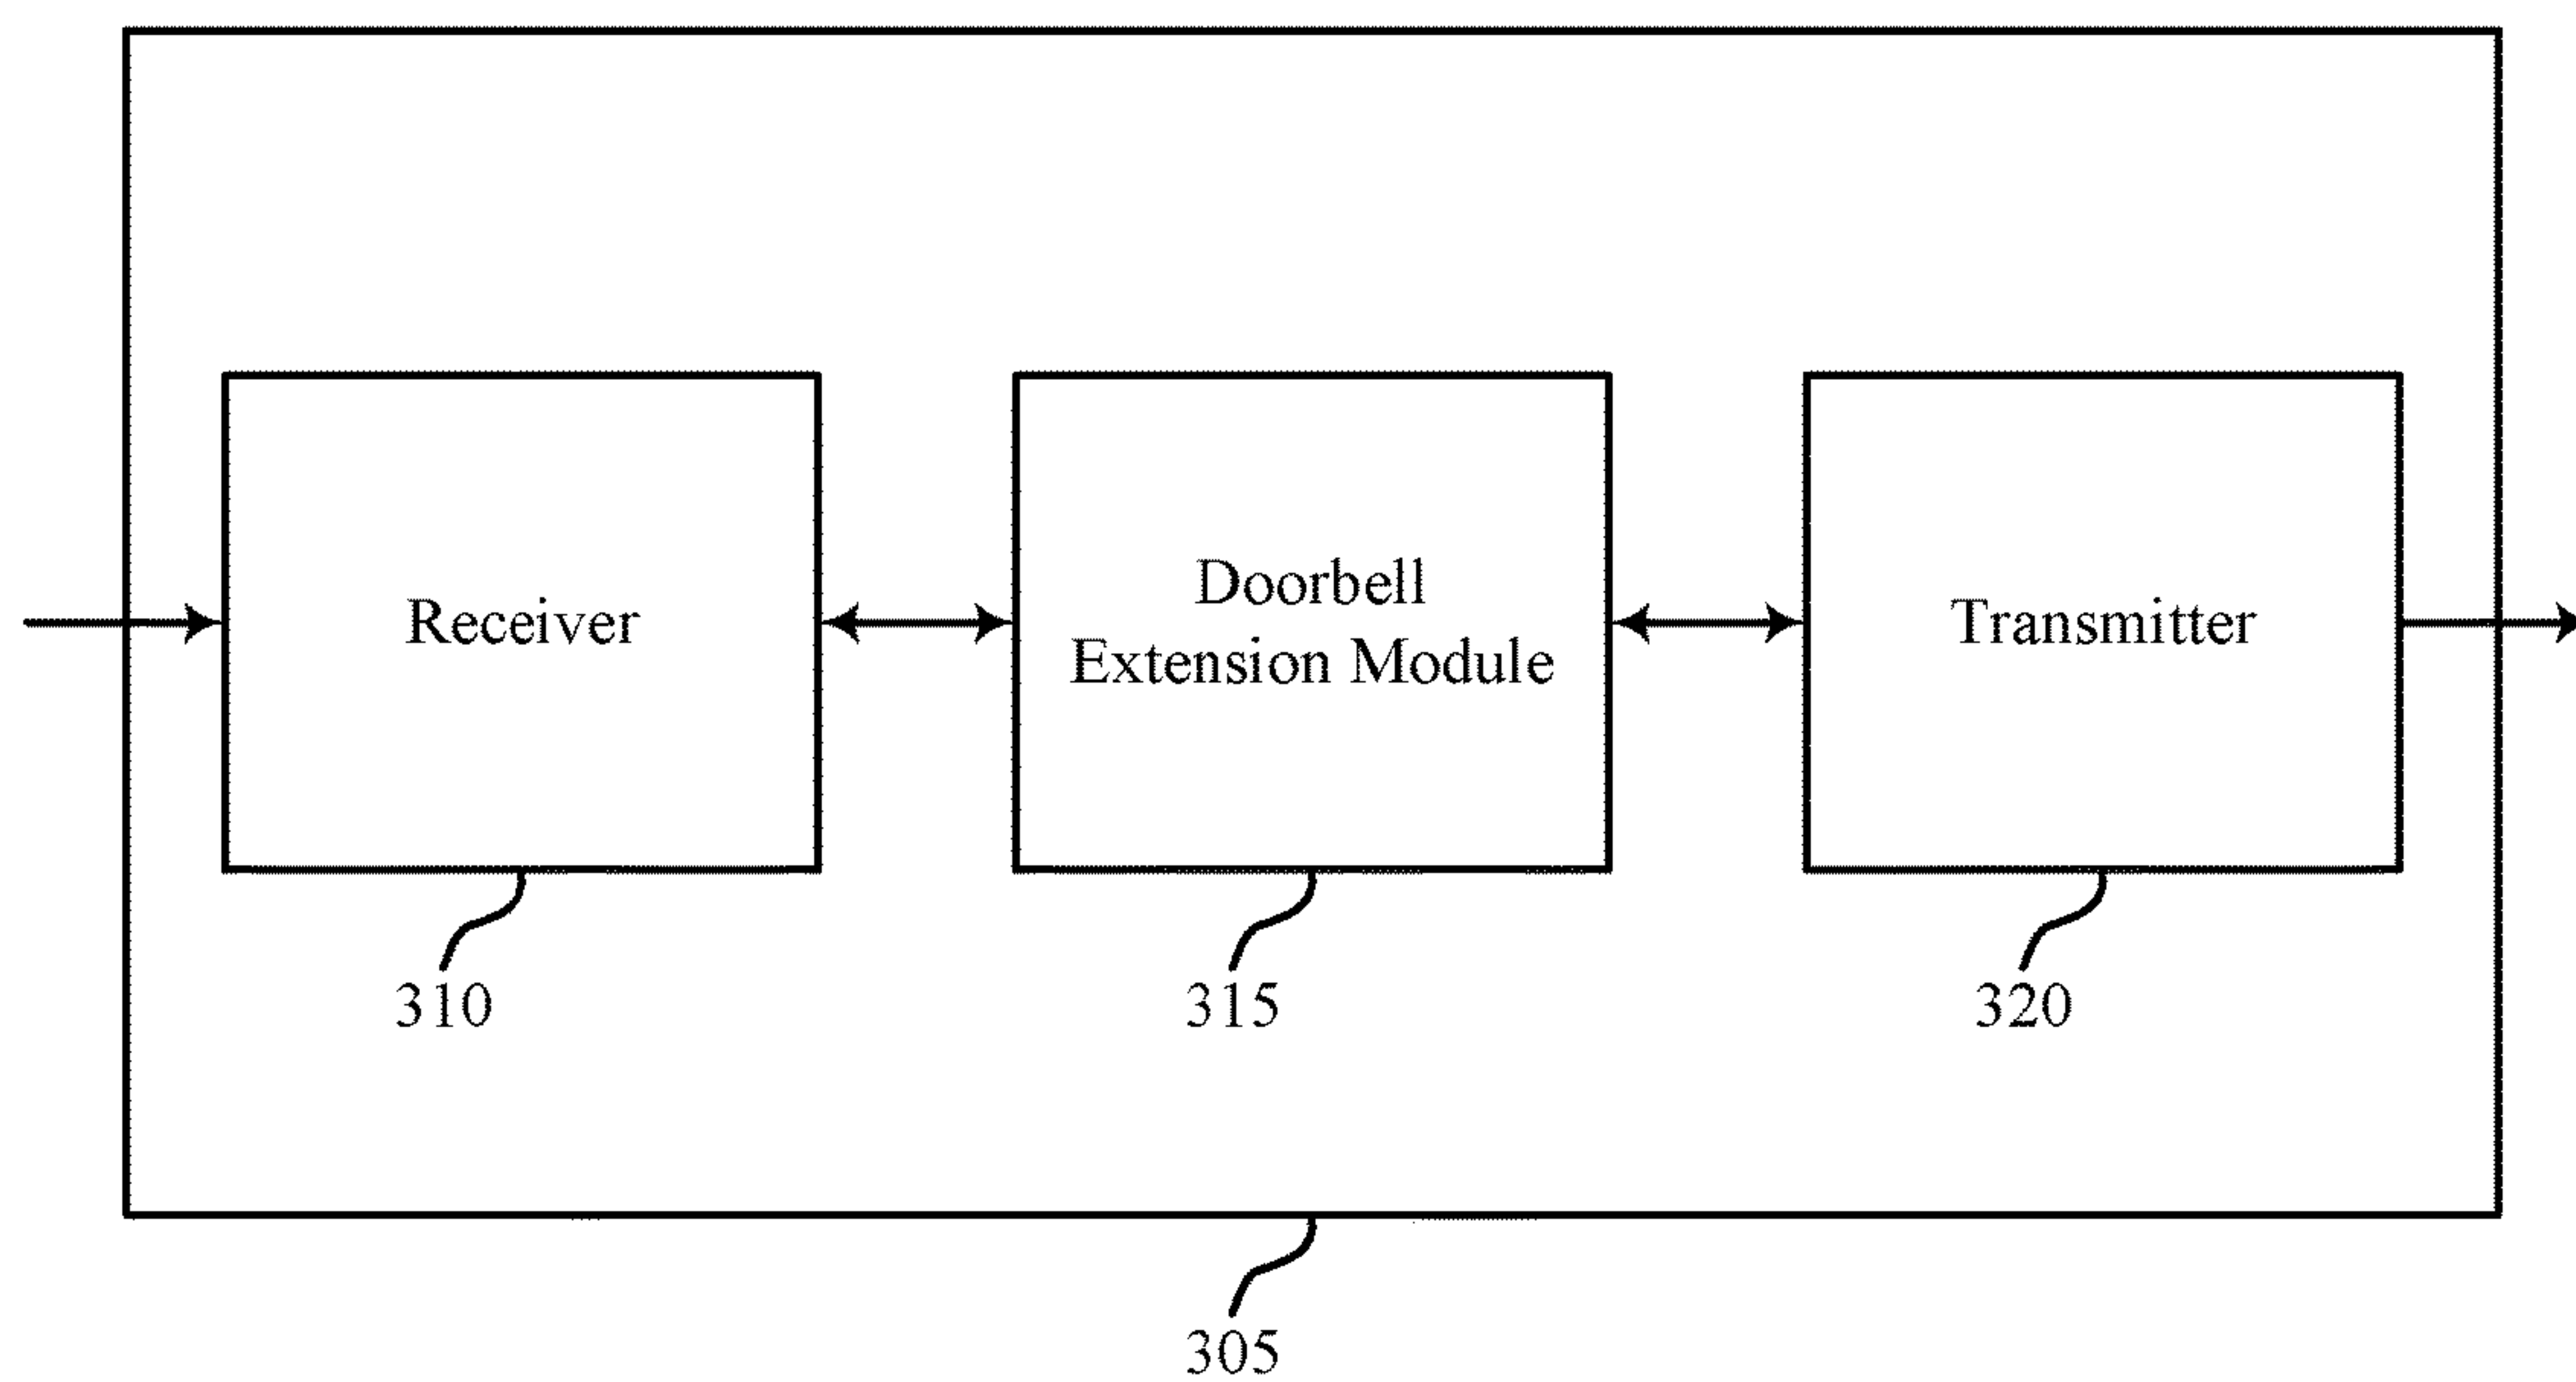 Receiver
Doorbell
Extension Module
Transmitter
310
315
320
305